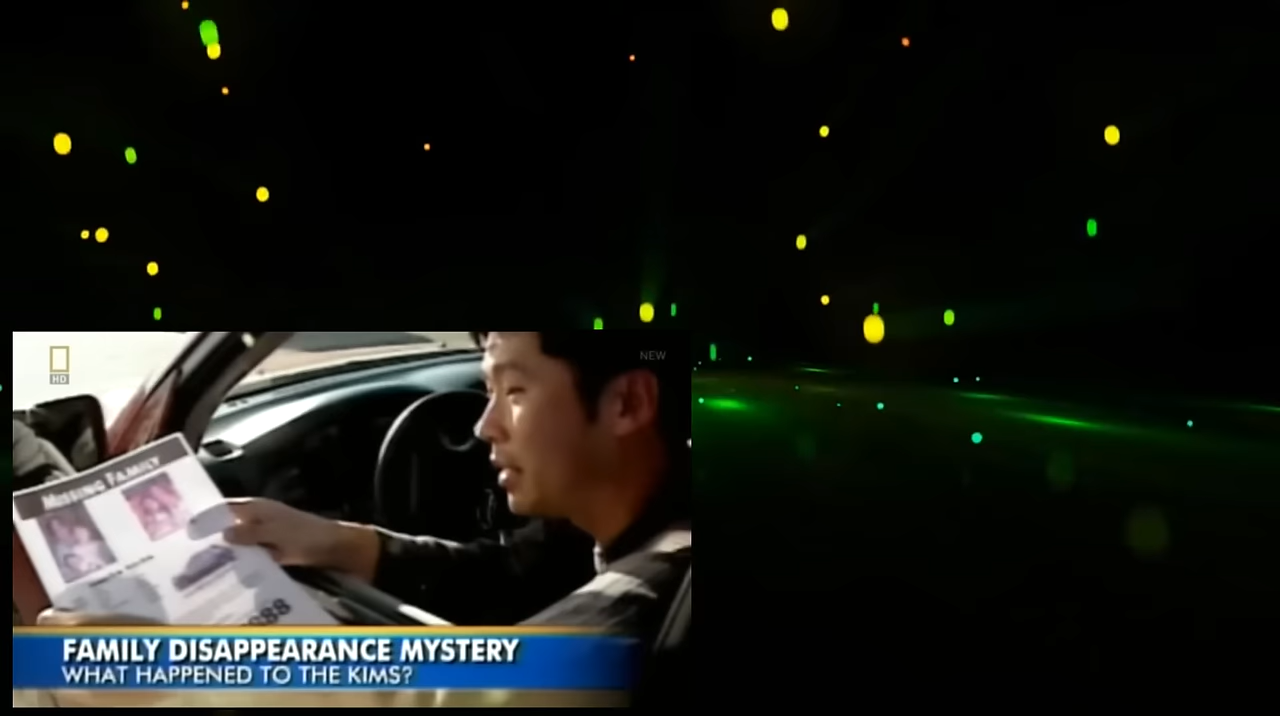 HD
NEW
MISSING FAMILY
FAMILY DISAPPEARANCE MYSTERY
WHAT HAPPENED TO THE KIMS?